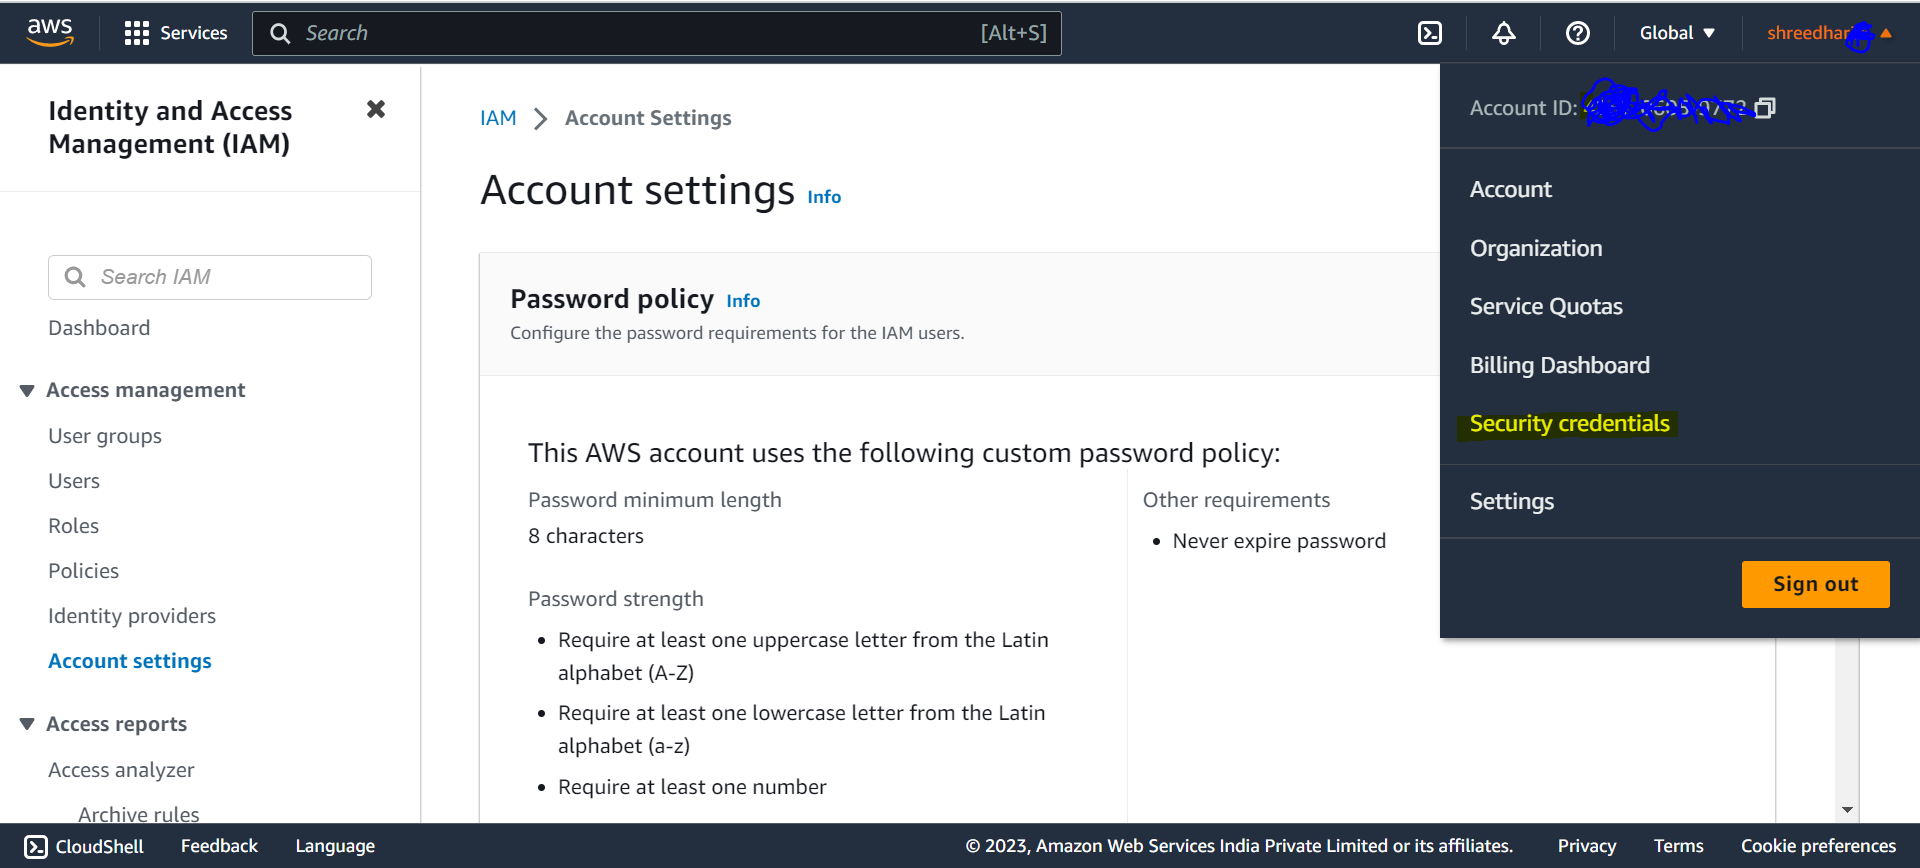 aws
Services
Search
[Alt+S]
Global
Identity and Access
Management (IAM)
Search IAM
Dashboard
Access management
User groups
Users
Roles
Policies
Identity providers
Account settings
Access reports
Access analyzer
Archive rules
IAM
Account Settings
Account settings Info
Password policy Info
Configure the password requirements for the IAM users.
This AWS account uses the following custom password policy:
Password minimum length
8 characters
Password strength
• Require at least one uppercase letter from the Latin
alphabet (A-Z)
• Require at least one lowercase letter from the Latin
alphabet (a-z)
• Require at least one number
Other requirements
• Never expire password
Account ID:
Account
Organization
Service Quotas
Billing Dashboard
Security credentials
Settings
Sign out
CloudShell
Feedback
Language
© 2023, Amazon Web Services India Private Limited or its affiliates.
Privacy
Terms
Cookie preferences